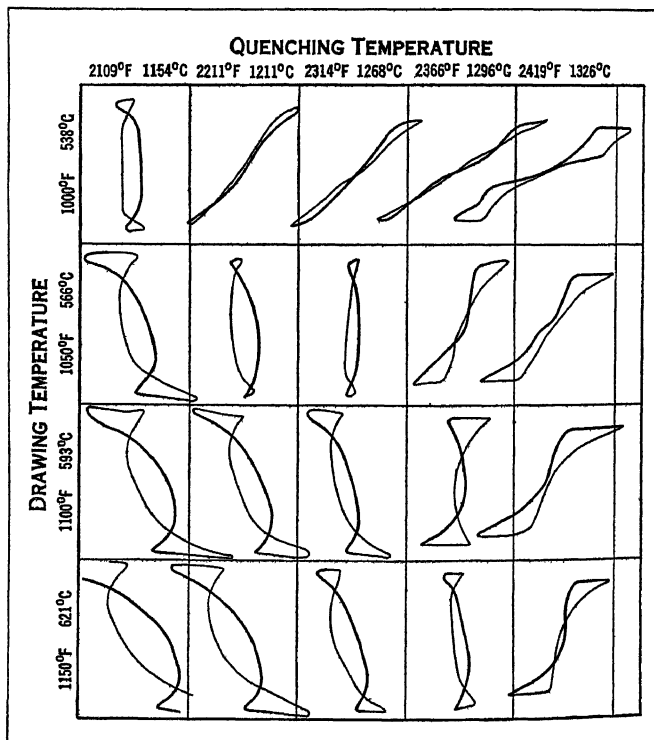 QUENCHING TEMPERATURE
2109°F 1154°C 2211°F 1211°C 2314°F 1268°C 2366°F 1296°G 2419°F 1326°C
DRAWING TEMPERATURE
1000°F 538°C
1050°F 566°C
1100°F 593°C
1150°F 621°C